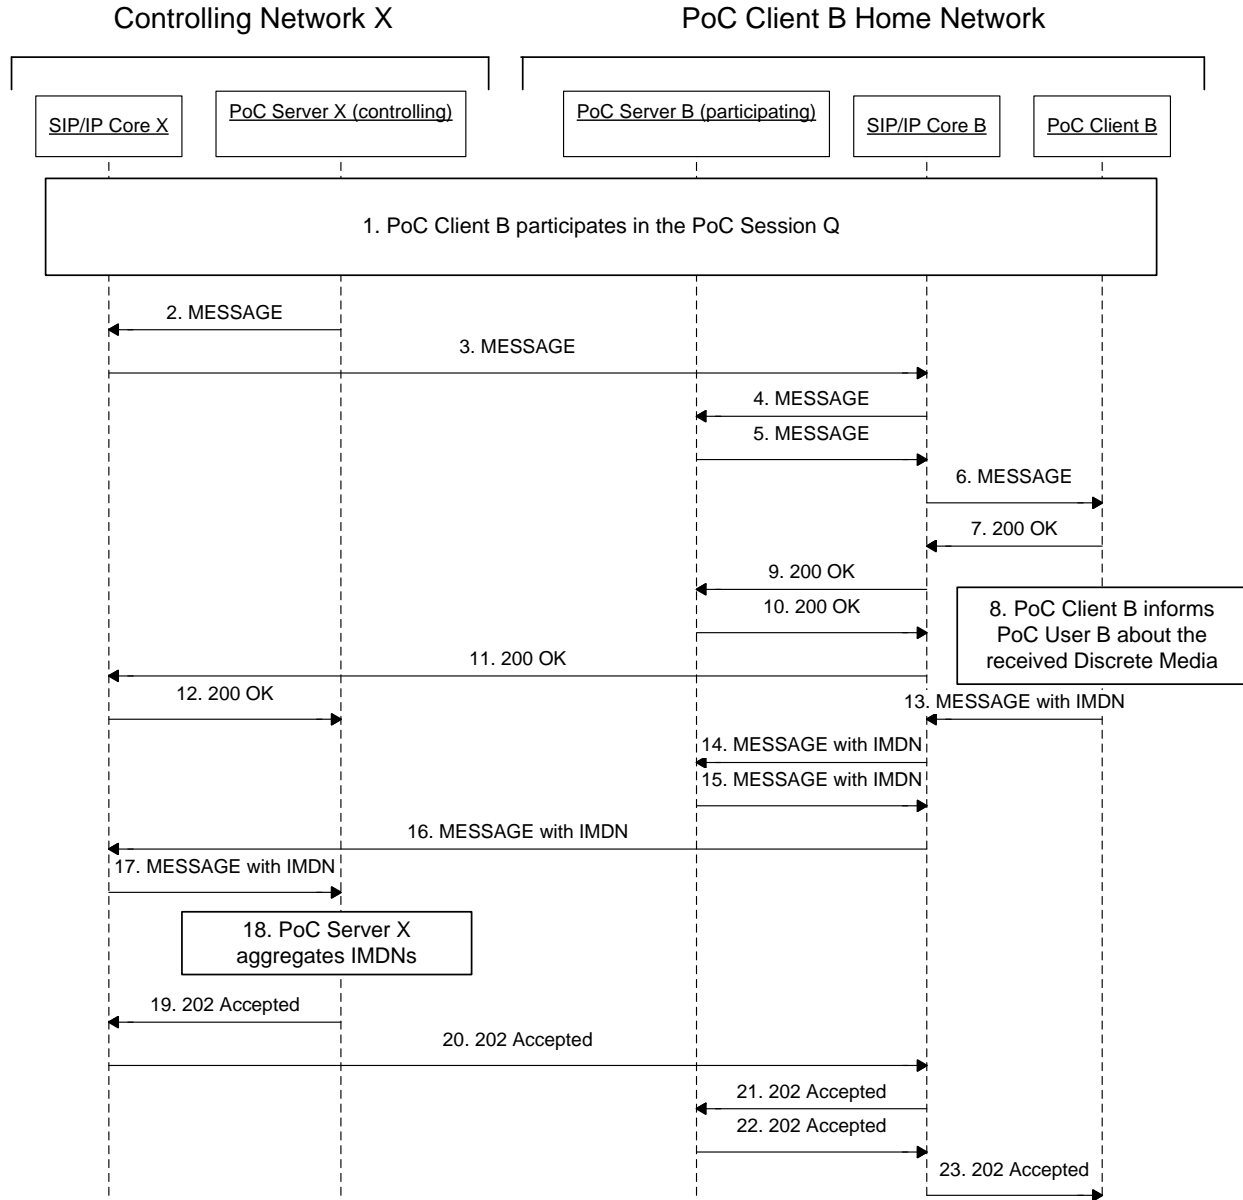 Controlling Network X
PoC Client B Home Network
SIP/IP Core X
PoC Server X (controlling)
PoC Server B (participating)
SIP/IP Core B
PoC Client B
1. PoC Client B participates in the PoC Session Q
2. MESSAGE
3. MESSAGE
4. MESSAGE
5. MESSAGE
6. MESSAGE
7. 200 OK
9. 200 OK
8. PoC Client B informs
PoC User B about the
received Discrete Media
10. 200 OK
11. 200 OK
12. 200 OK
13. MESSAGE with IMDN
14. MESSAGE with IMDN
15. MESSAGE with IMDN
16. MESSAGE with IMDN
17. MESSAGE with IMDN
18. PoC Server X
aggregates IMDNs
19. 202 Accepted
20. 202 Accepted
21. 202 Accepted
22. 202 Accepted
23. 202 Accepted